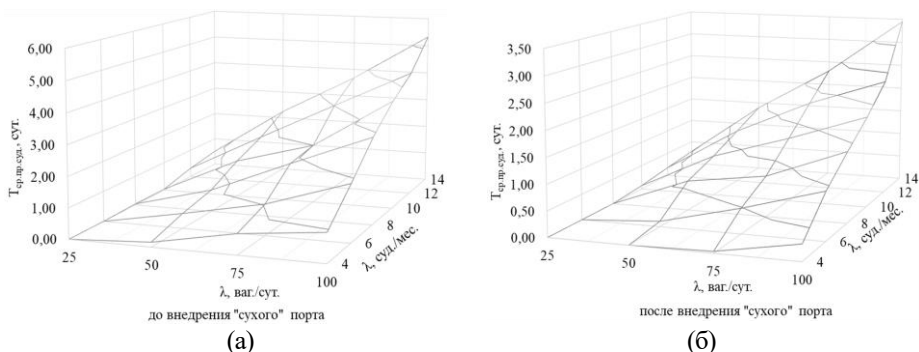 (а)
6,00
5,00
4,00
3,00
2,00
1,00
0,00
Tср.пр.суд., сут.
25
50
75
100
λ, ваг./сут.
4
6
8
10
12
14
λ, суд./мес.
до внедрения "сухого" порта
(а)
(б)
3,50
3,00
2,50
2,00
1,50
1,00
0,50
0,00
Tср.пр.суд., сут.
25
50
75
100
λ, ваг./сут.
4
6
8
10
12
14
λ, суд./мес.
после внедрения "сухого" порта
(б)